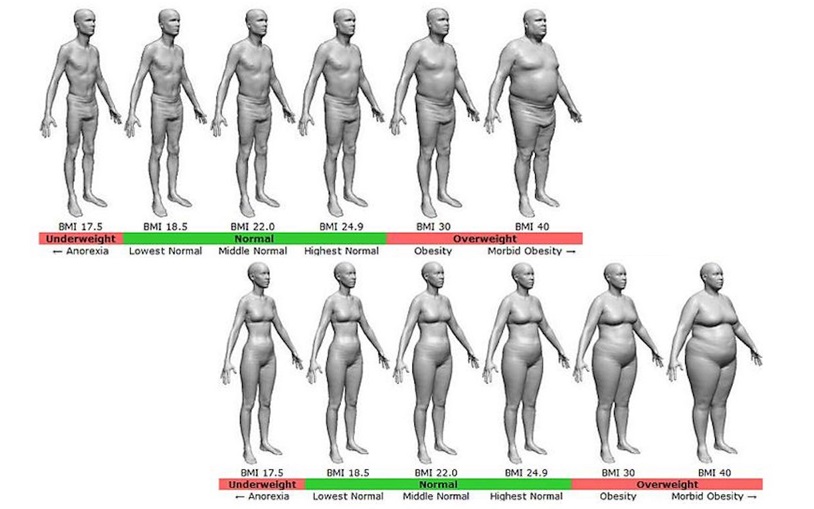 BMI 17.5 BMI 18.5 BMI 22.0 BMI 24.9 BMI 30 BMI 40
Underweight Normal Overweight
← Anorexia Lowest Normal Middle Normal Highest Normal Obesity Morbid Obesity →
BMI 17.5 BMI 18.5 BMI 22.0 BMI 24.9 BMI 30 BMI 40
Underweight Normal Overweight
← Anorexia Lowest Normal Middle Normal Highest Normal Obesity Morbid Obesity →